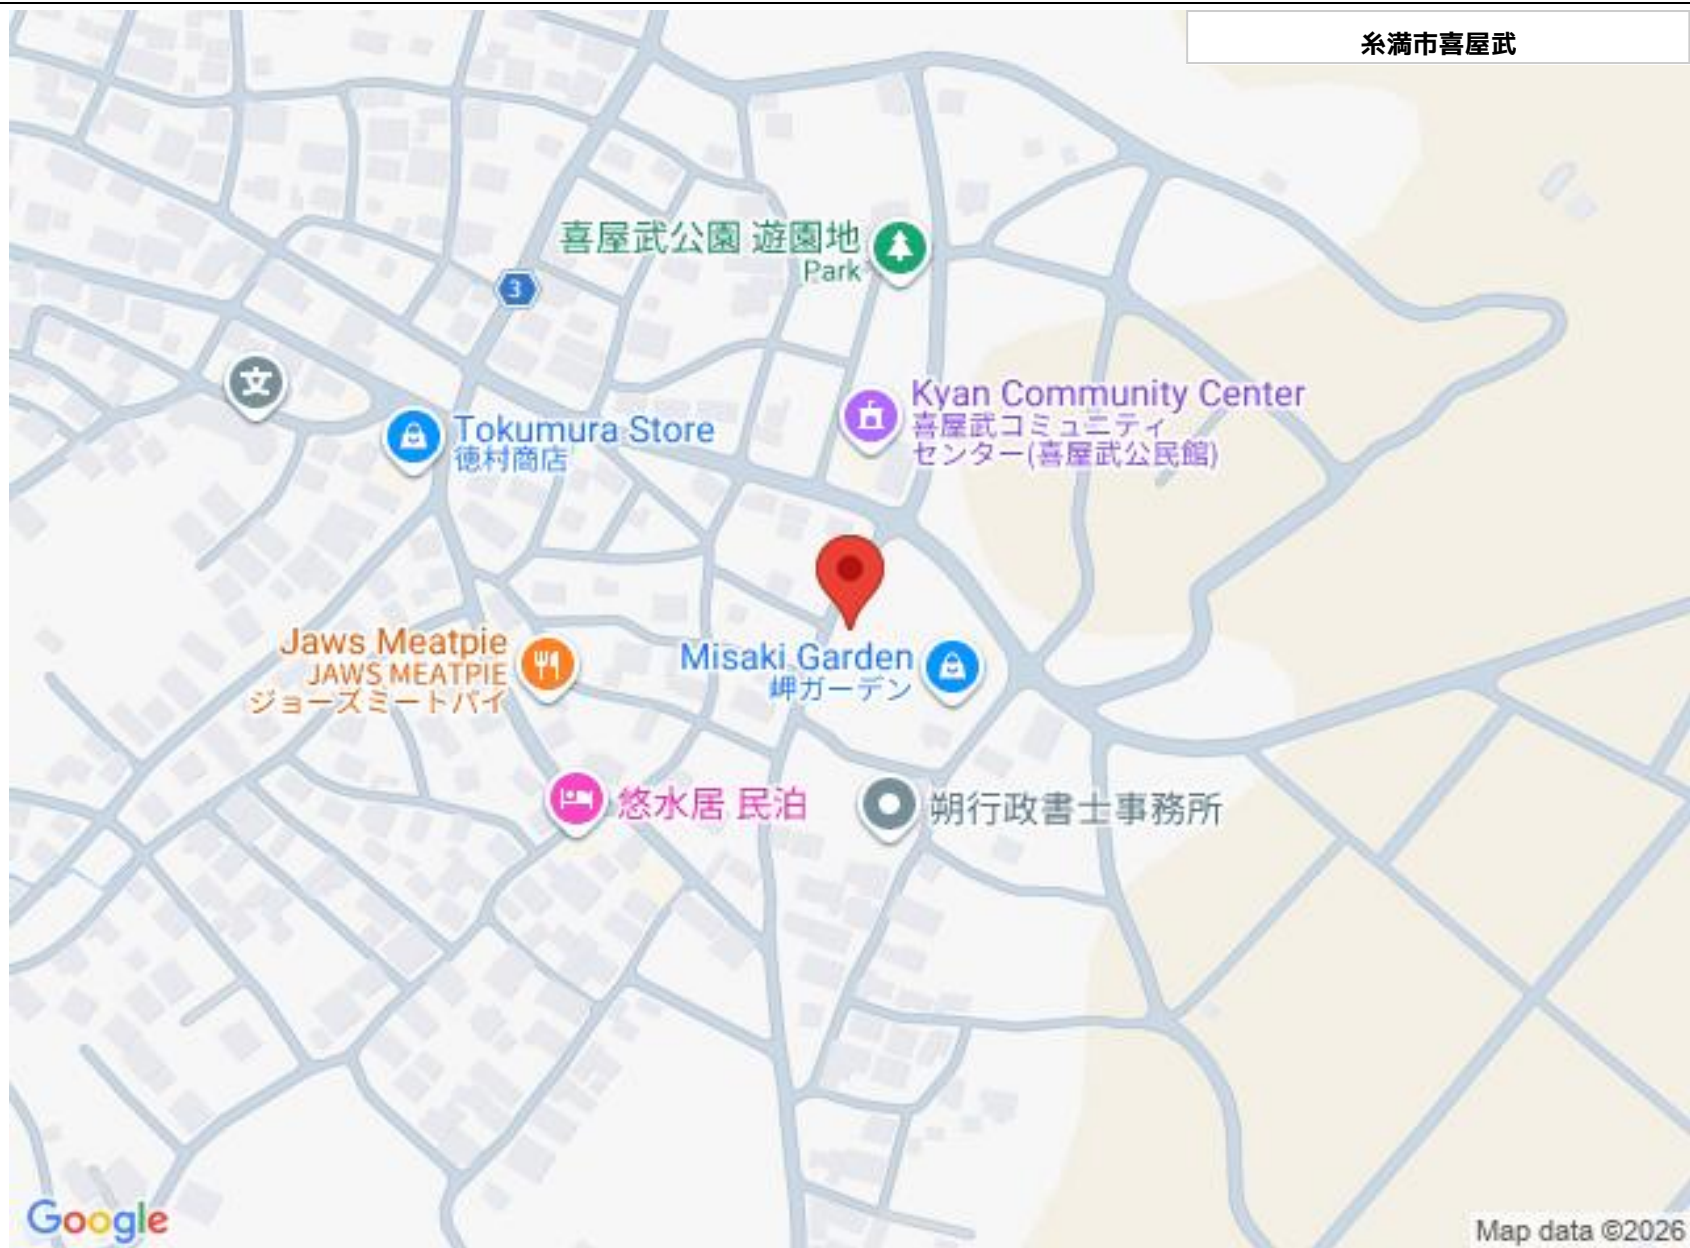 糸満市喜屋武
喜屋武公園 遊園地
Park
3
文
Kyan Community Center
喜屋武コミュニティ
センター(喜屋武公民館)
Tokumura Store
徳村商店
Jaws Meatpie
JAWS MEATPIE
ジョーズミートパイ
Misaki Garden
岬ガーデン
悠水居 民泊
朔行政書士事務所
Google
Map data ©2026